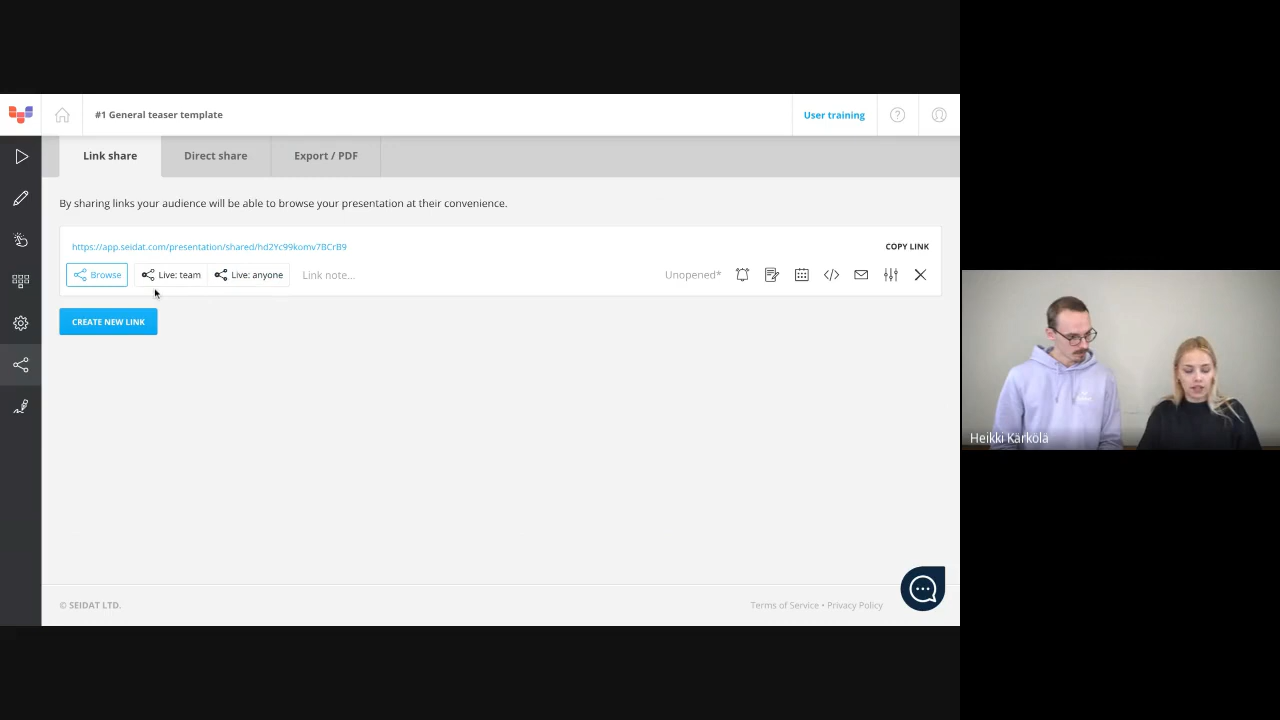 #1 General teaser template
User training
Link share
Direct share
Export / PDF
By sharing links your audience will be able to browse your presentation at their convenience.
https://app.seidat.com/presentation/shared/hd2Yc99komv7BCrB9
COPY LINK
Browse
Live: team
Live: anyone
Link note...
Unopened*
CREATE NEW LINK
Heikki Kärkölä
© SEIDAT LTD.
Terms of Service • Privacy Policy